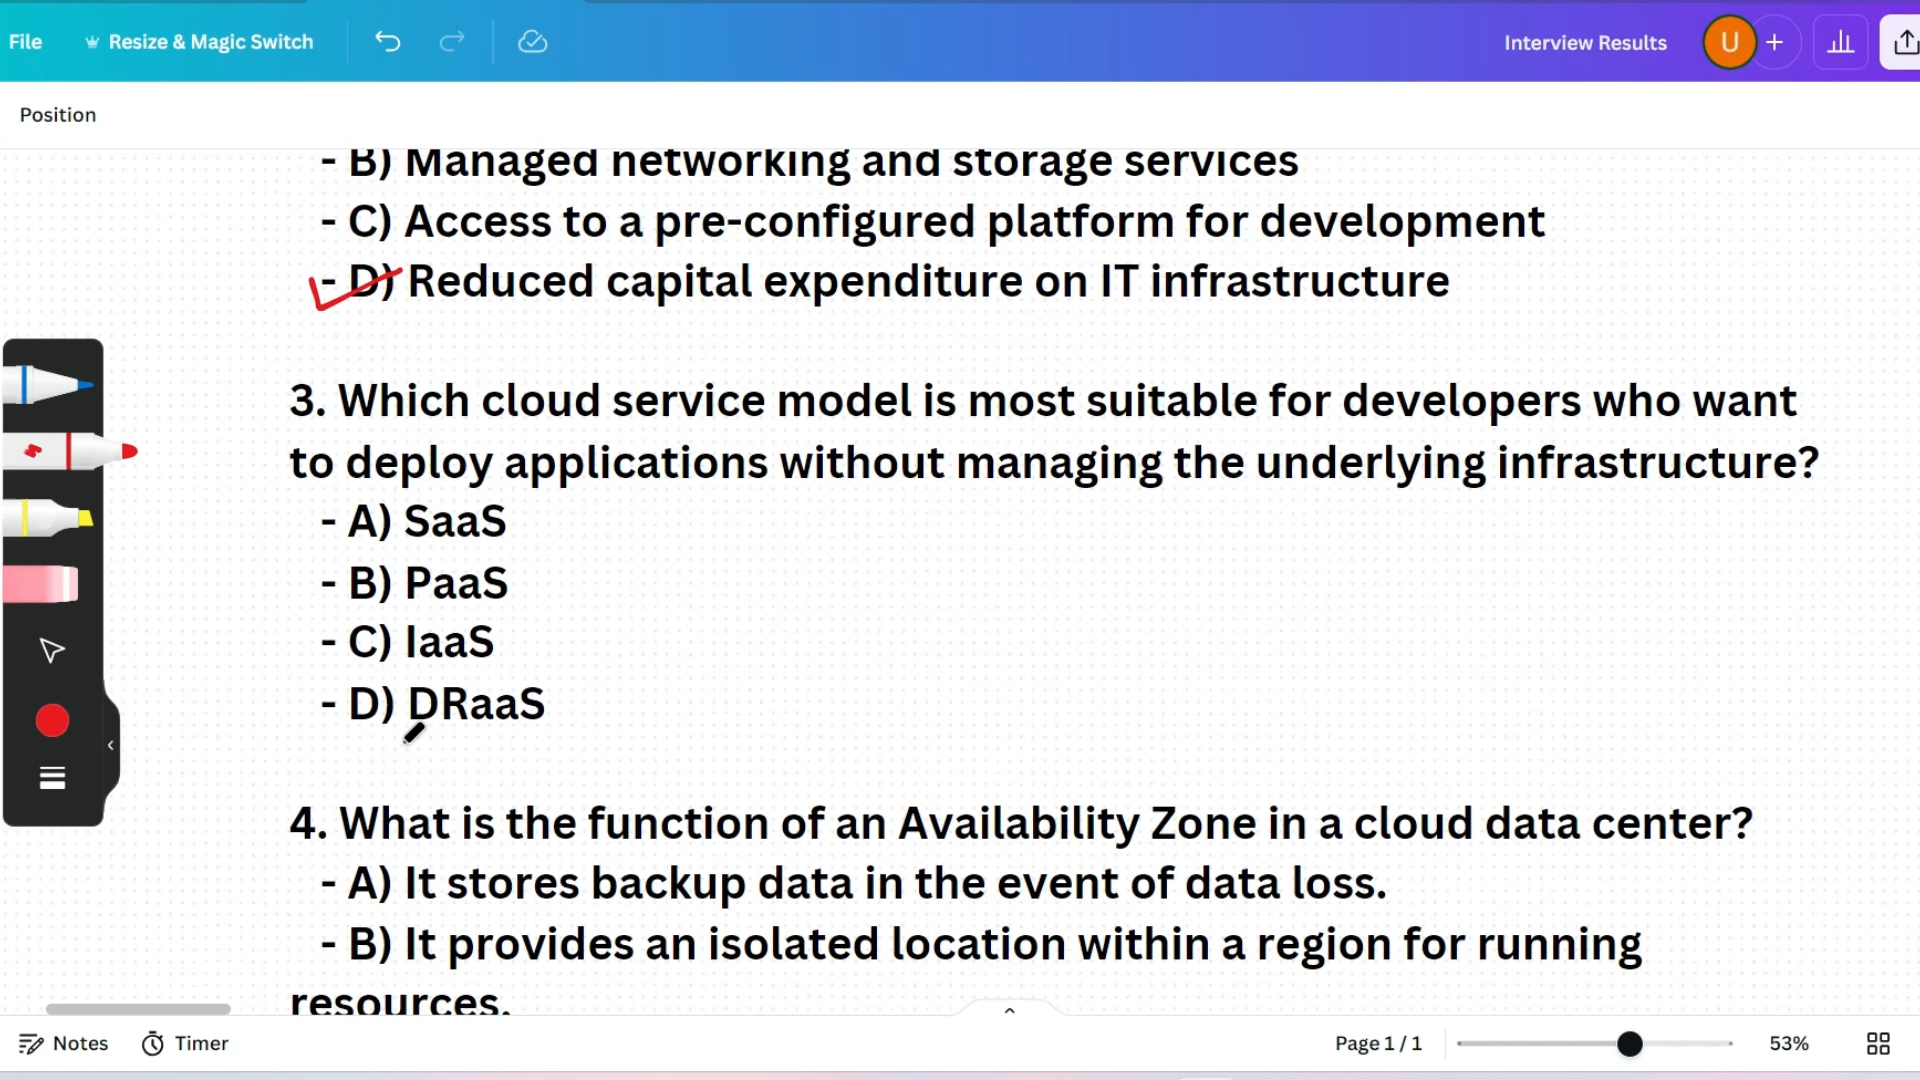 File
Resize & Magic Switch
Interview Results
U
+
Position
- B) Managed networking and storage services
- C) Access to a pre-configured platform for development
- D) Reduced capital expenditure on IT infrastructure
3. Which cloud service model is most suitable for developers who want
to deploy applications without managing the underlying infrastructure?
- A) SaaS
- B) PaaS
- C) IaaS
- D) DRaaS
4. What is the function of an Availability Zone in a cloud data center?
- A) It stores backup data in the event of data loss.
- B) It provides an isolated location within a region for running
resources.
Notes
Timer
Page 1 / 1
53%